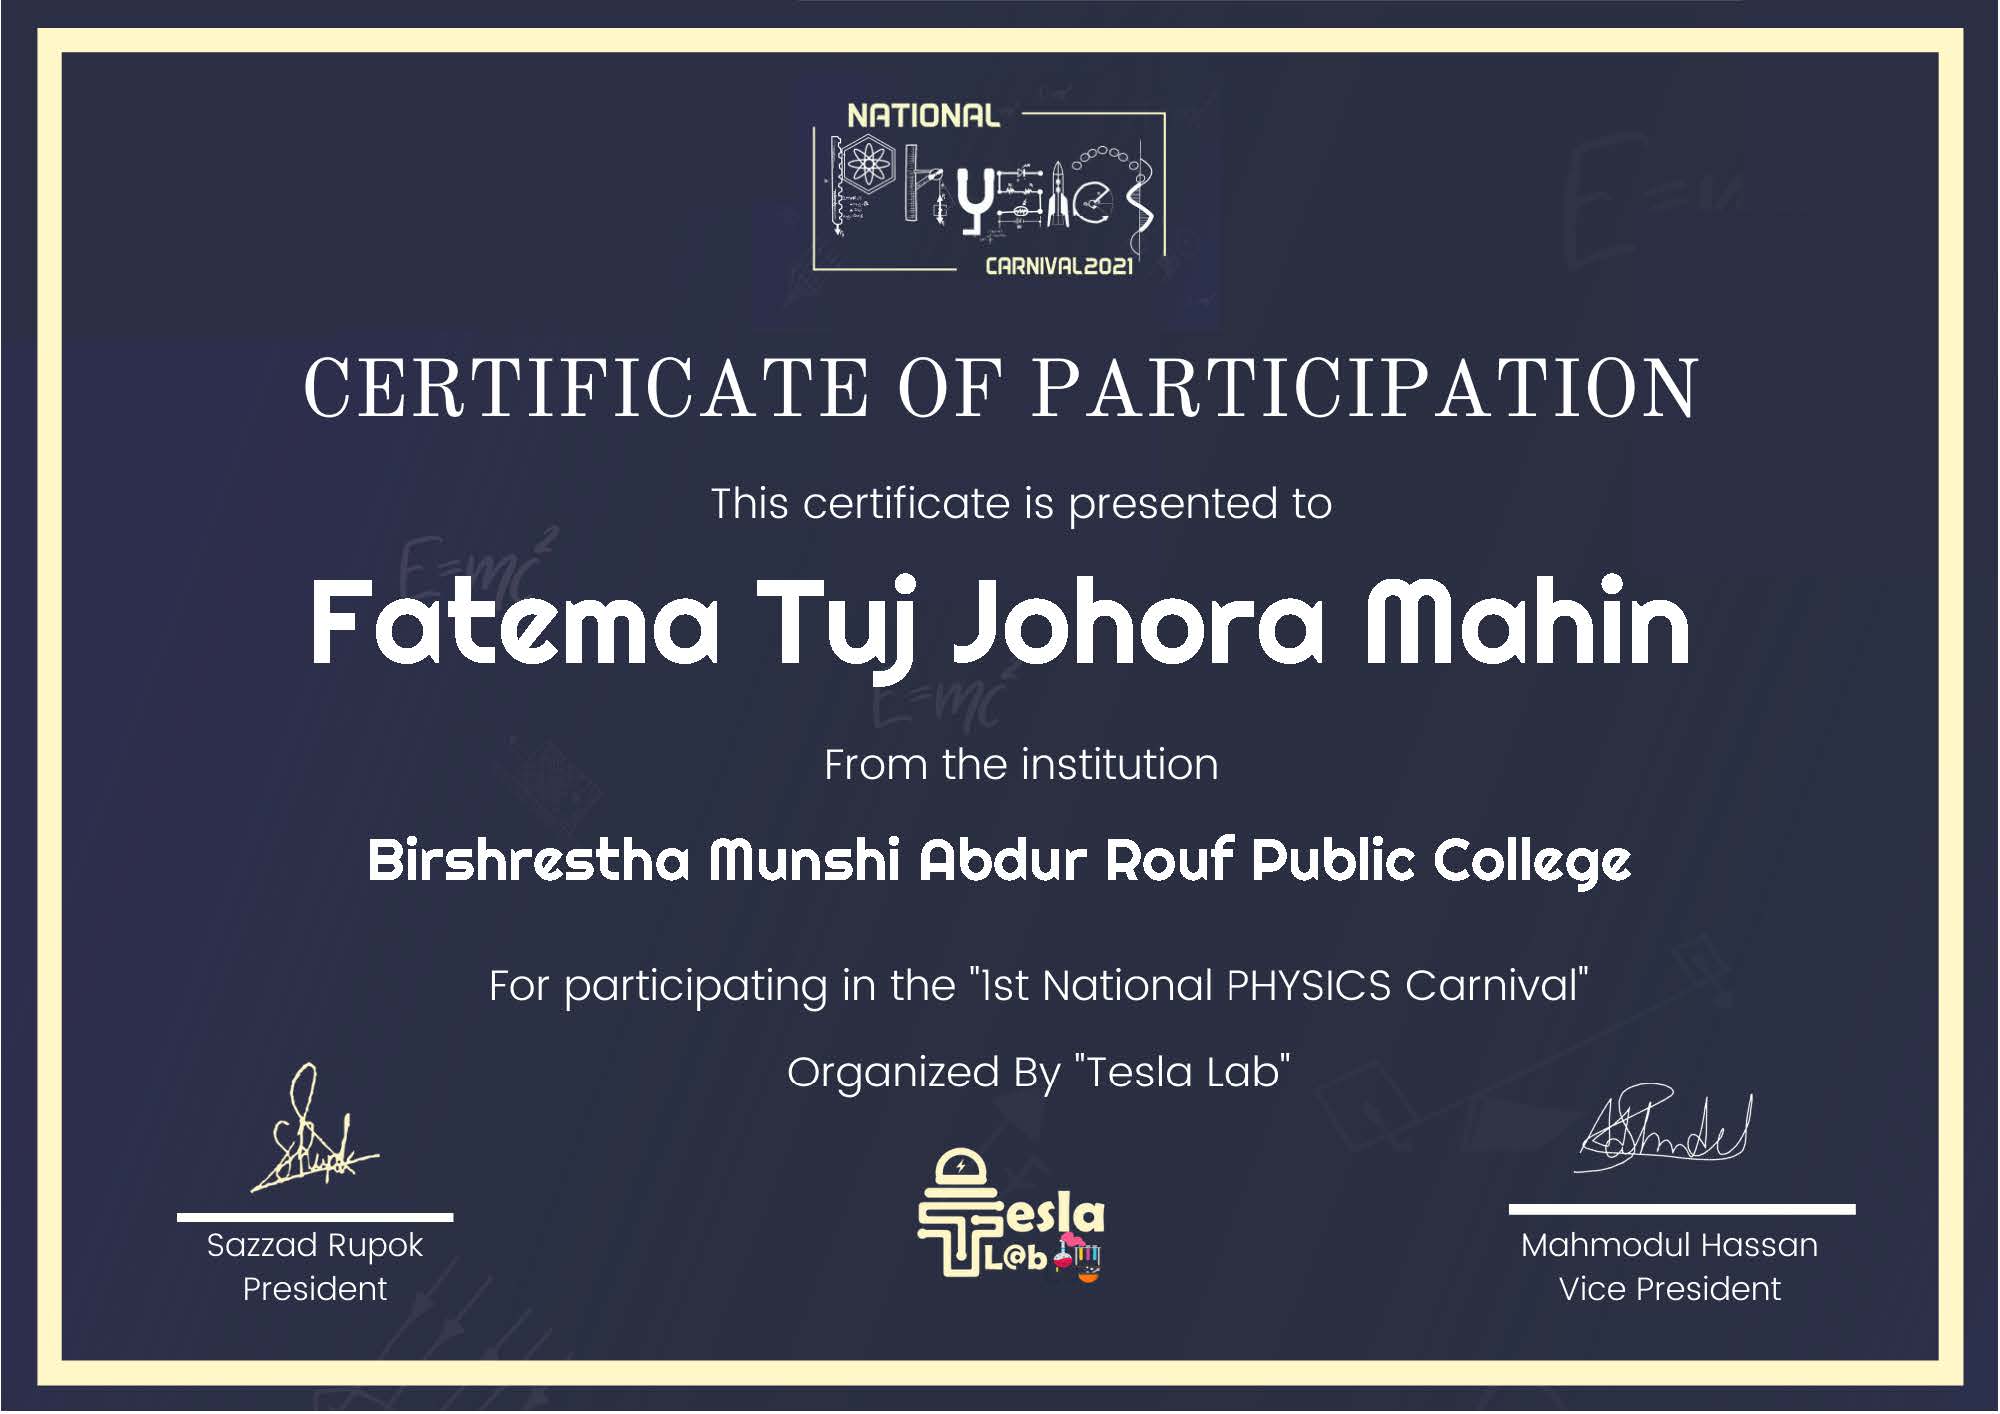 NATIONAL
Physics
CARNIVAL2021
CERTIFICATE OF PARTICIPATION
This certificate is presented to
E=mc²
Fatema Tuj Johora Mahin
E=mc²
From the institution
Birshrestha Munshi Abdur Rouf Public College
For participating in the "1st National PHYSICS Carnival"
Organized By "Tesla Lab"
Tesla
L@b
Sazzad Rupok
President
Mahmodul Hassan
Vice President